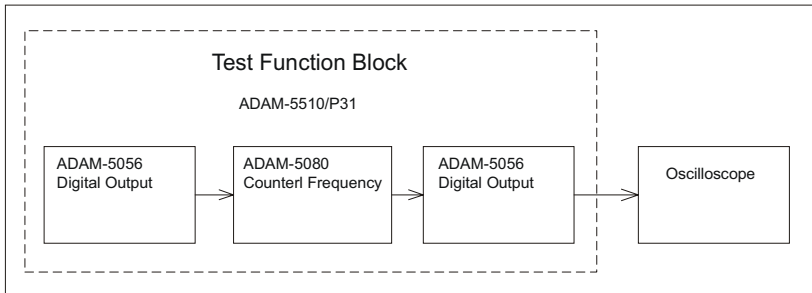 Test Function Block
ADAM-5510/P31
ADAM-5056
Digital Output
ADAM-5080
Counterl Frequency
ADAM-5056
Digital Output
Oscilloscope